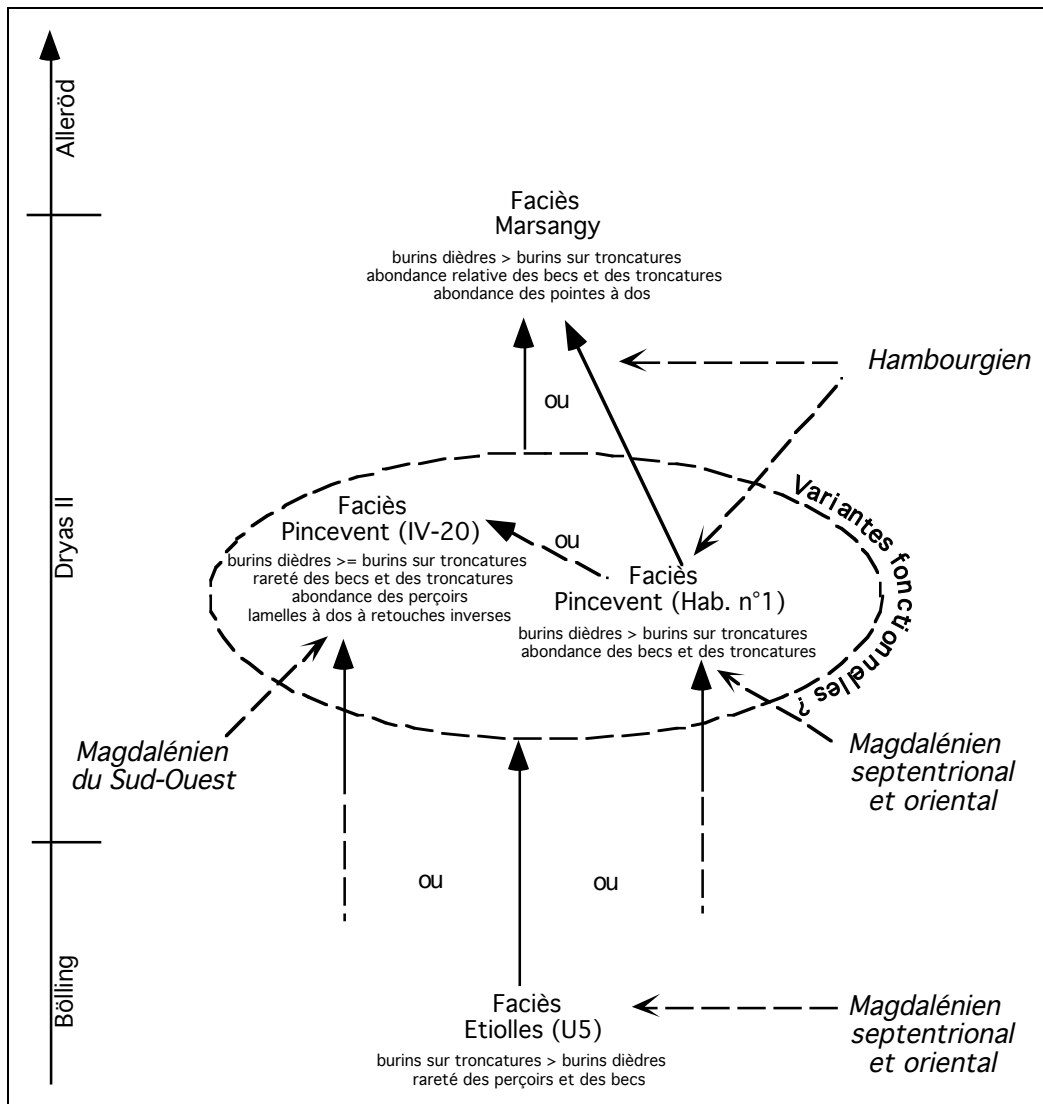 Alleröd
Faciès
Marsangy
burins dièdres > burins sur troncatures
abondance relative des becs et des troncatures
abondance des pointes à dos
Hambourgien
ou
Dryas II
Variantes fonctionnelles ?
Faciès
Pincevent (IV-20)
burins dièdres >= burins sur troncatures
rareté des becs et des troncatures
abondance des perçoirs
lamelles à dos à retouches inverses
ou
Faciès
Pincevent (Hab. n°1)
burins dièdres > burins sur troncatures
abondance des becs et des troncatures
Magdalénien
du Sud-Ouest
Magdalénien
septentrional
et oriental
ou
ou
Bölling
Faciès
Etiolles (U5)
burins sur troncatures > burins dièdres
rareté des perçoirs et des becs
Magdalénien
septentrional
et oriental